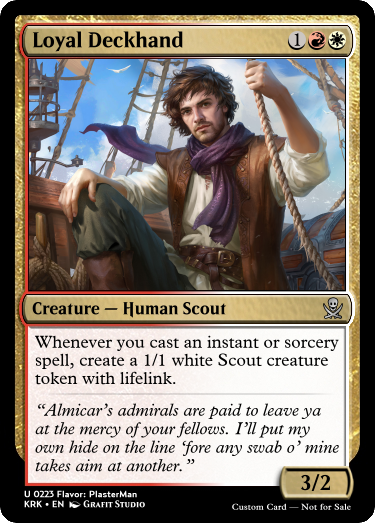 Loyal Deckhand 1
Creature — Human Scout
Whenever you cast an instant or sorcery
spell, create a 1/1 white Scout creature
token with lifelink.
“Almicar’s admirals are paid to leave ya
at the mercy of your fellows. I’ll put my
own hide on the line ‘fore any swab o’ mine
takes aim at another.”
3/2
U 0223 Flavor: PlasterMan
KRK • EN Grafit Studio
Custom Card — Not for Sale